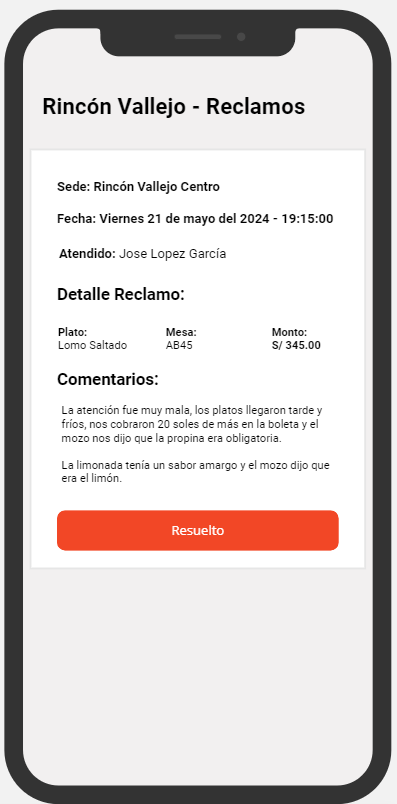 Rincón Vallejo - Reclamos
Sede: Rincón Vallejo Centro
Fecha: Viernes 21 de mayo del 2024 - 19:15:00
Atendido: Jose Lopez García
Detalle Reclamo:
Plato: Mesa: Monto:
Lomo Saltado AB45 S/ 345.00
Comentarios:
La atención fue muy mala, los platos llegaron tarde y
fríos, nos cobraron 20 soles de más en la boleta y el
mozo nos dijo que la propina era obligatoria.
La limonada tenía un sabor amargo y el mozo dijo que
era el limón.
Resuelto